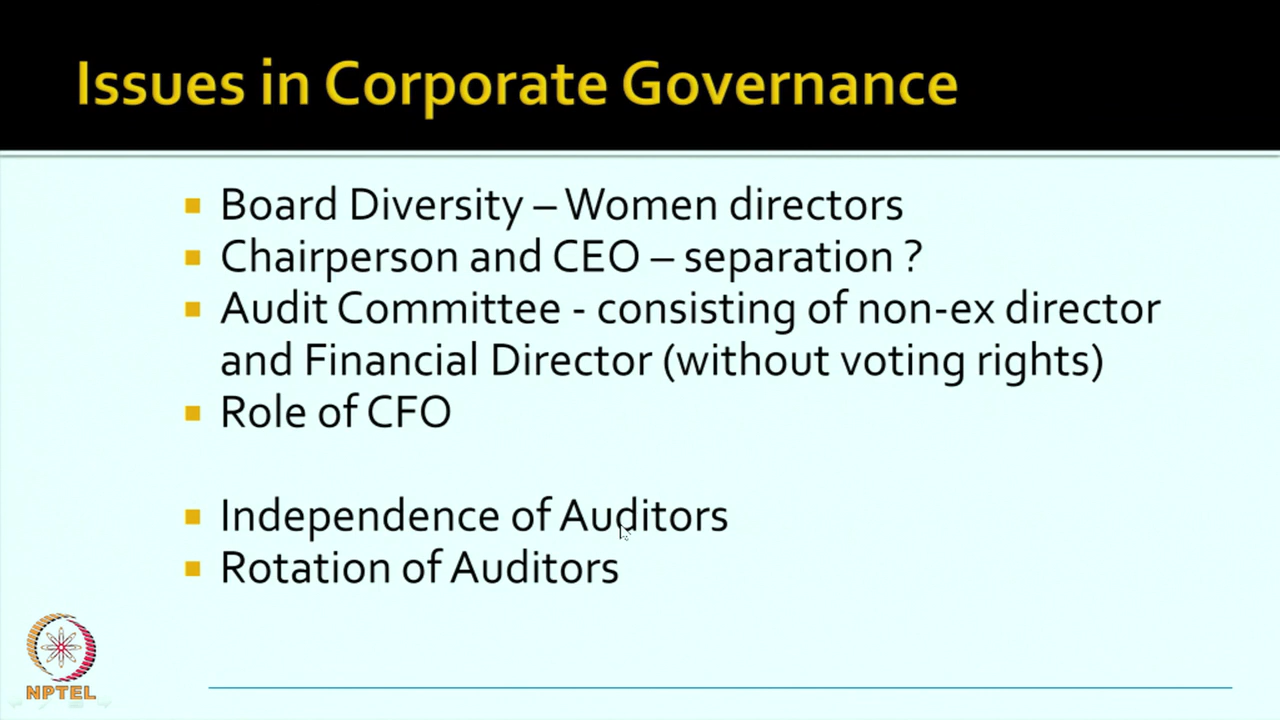 Issues in Corporate Governance
Board Diversity – Women directors
Chairperson and CEO – separation ?
Audit Committee - consisting of non-ex director
and Financial Director (without voting rights)
Role of CFO
Independence of Auditors
Rotation of Auditors
NPTEL